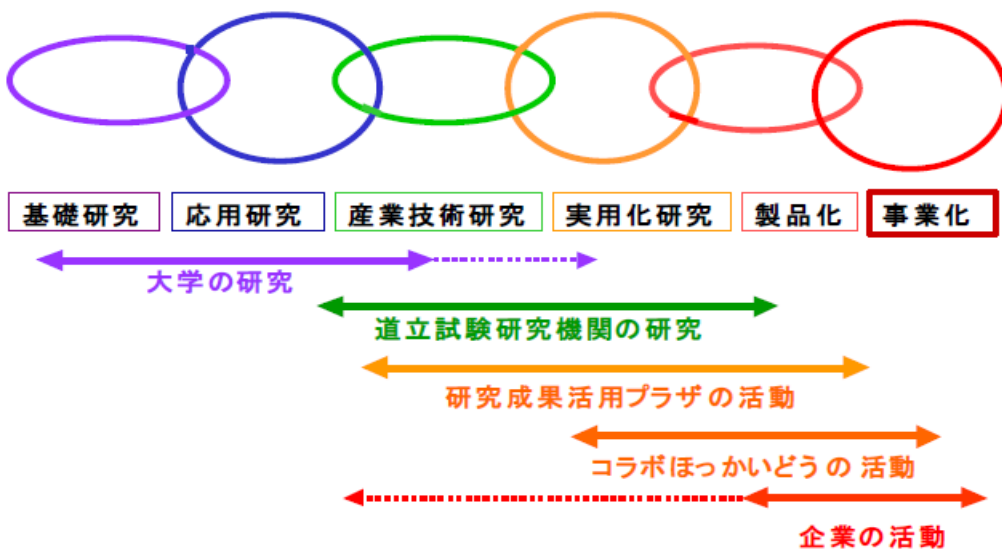 基礎研究 応用研究 産業技術研究 実用化研究 製品化 事業化
大学の研究
道立試験研究機関の研究
研究成果活用プラザの活動
コラボほっかいどうの 活動
企業の活動